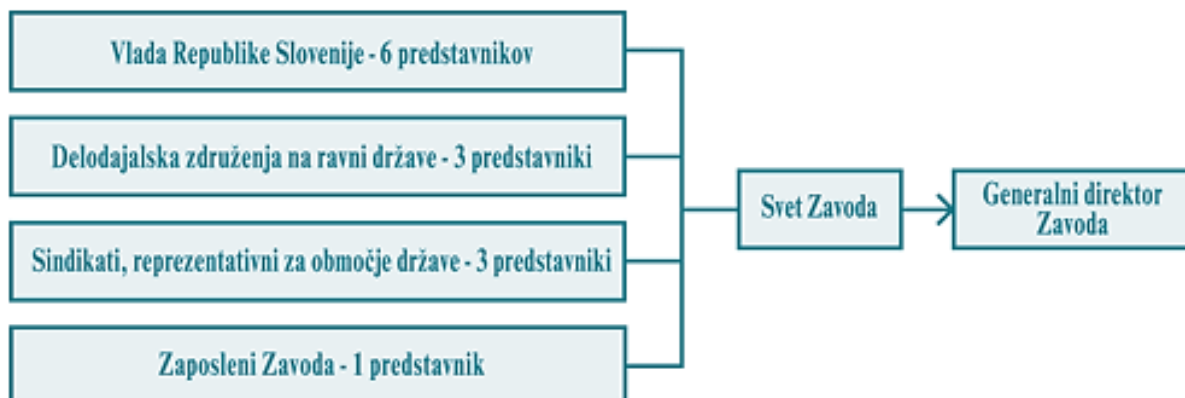 Vlada Republike Slovenije - 6 predstavnikov
Delodajalska združenja na ravni države - 3 predstavniki
Sindikati, reprezentativni za območje države - 3 predstavniki
Zaposleni Zavoda - 1 predstavnik
Svet Zavoda
Generalni direktor
Zavoda